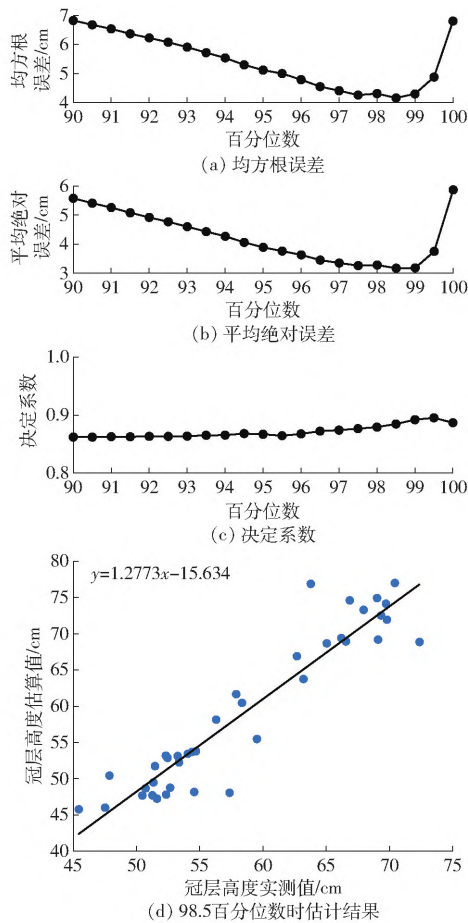 均方根
误差/cm
7
6
5
4
90 91 92 93 94 95 96 97 98 99 100
百分位数
(a) 均方根误差
平均绝对
误差/cm
6
5
4
3
90 91 92 93 94 95 96 97 98 99 100
百分位数
(b) 平均绝对误差
决定系数
1.0
0.9
0.8
90 91 92 93 94 95 96 97 98 99 100
百分位数
(c) 决定系数
冠层高度估算值/cm
80
75
70
65
60
55
50
45
40
y=1.2773x−15.634
45 50 55 60 65 70 75
冠层高度实测值/cm
(d) 98.5百分位数时估计结果